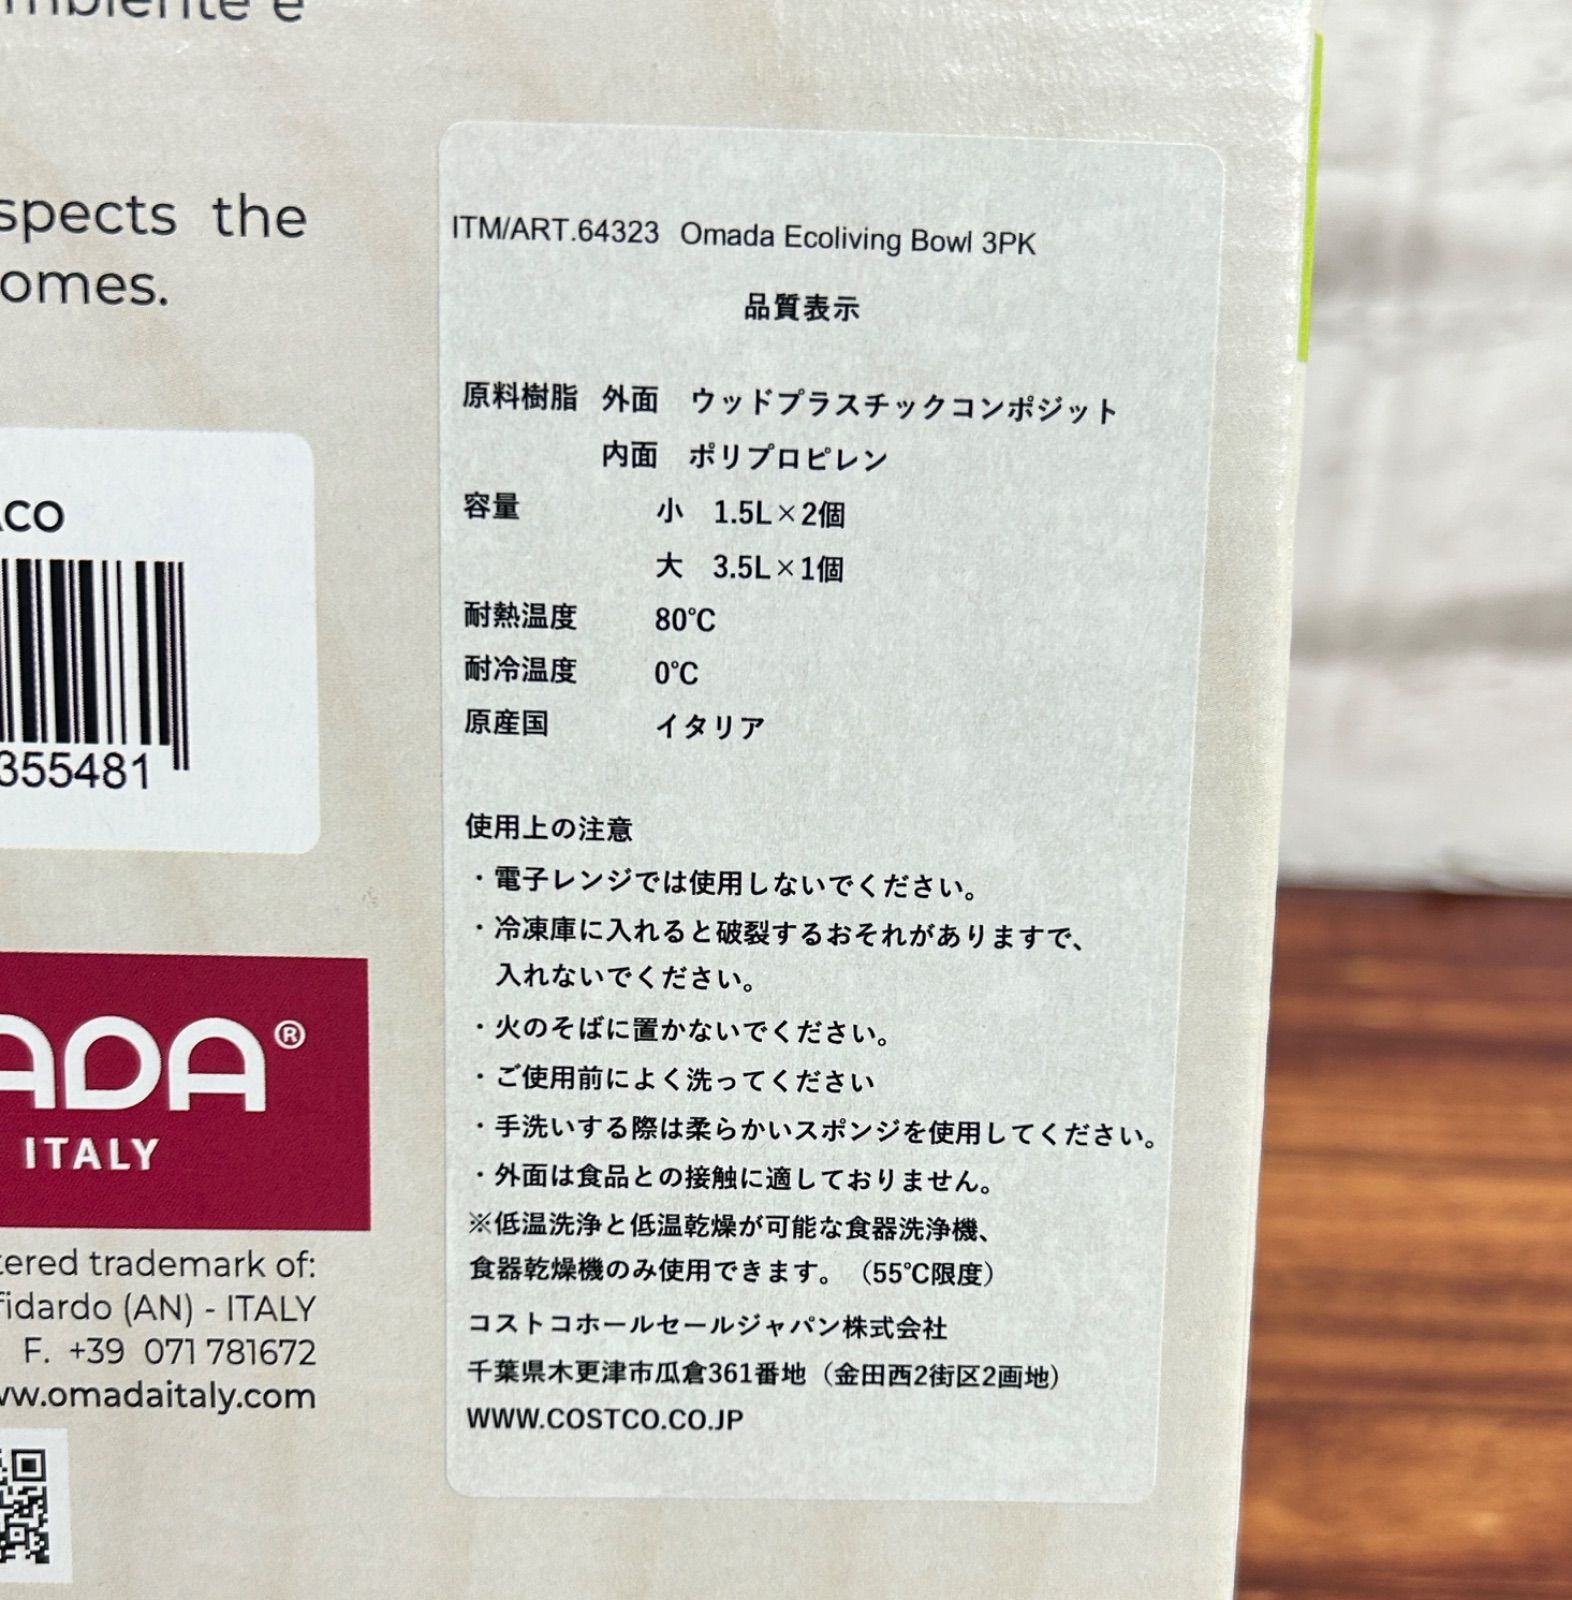 spects the
omes.
co
355481
ADA®
ITALY
tered trademark of:
fidardo (AN) - ITALY
F. +39 071 781672
w.omadaitaly.com
ITM/ART.64323 Omada Ecoliving Bowl 3PK
品質表示
原料樹脂 外面 ウッドプラスチックコンポジット
内面 ポリプロピレン
容量 小 1.5L×2個
大 3.5L×1個
耐熱温度 80℃
耐冷温度 0℃
原産国 イタリア
使用上の注意
・電子レンジでは使用しないでください。
・冷凍庫に入れると破裂するおそれがありますで、
入れないでください。
・火のそばに置かないでください。
・ご使用前によく洗ってください
・手洗いする際は柔らかいスポンジを使用してください。
・外面は食品との接触に適しておりません。
※低温洗浄と低温乾燥が可能な食器洗浄機、
食器乾燥機のみ使用できます。（55℃限度）
コストコホールセールジャパン株式会社
千葉県木更津市瓜倉361番地（金田西2街区2画地）
WWW.COSTCO.CO.JP